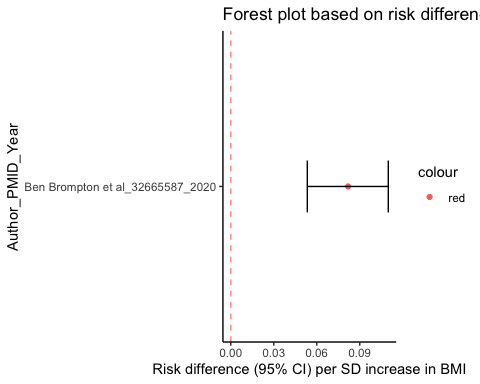 Forest plot based on risk differen
Author_PMID_Year
Ben Brompton et al_32665587_2020
colour
red
0.00 0.03 0.06 0.09
Risk difference (95% CI) per SD increase in BMI